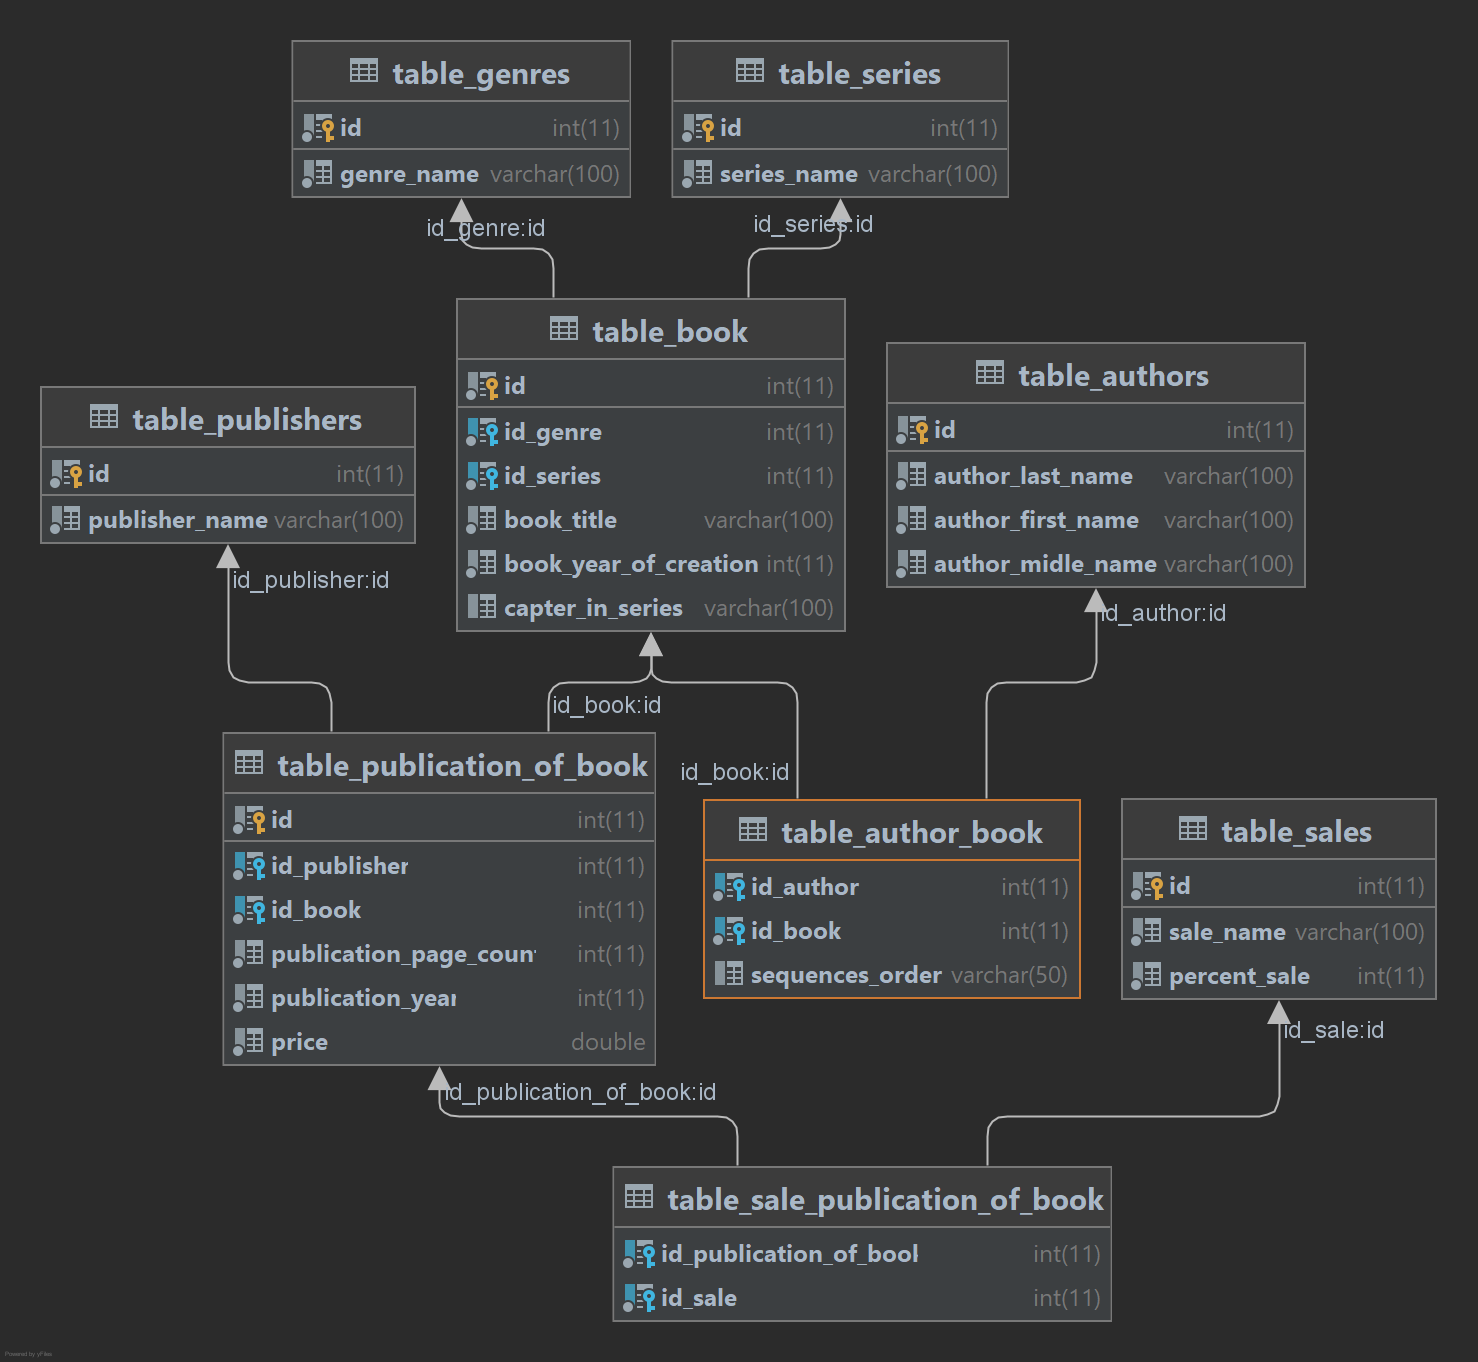 table_genres
id int(11)
genre_name varchar(100)
table_series
id int(11)
series_name varchar(100)
id_genre:id
id_series:id
table_book
id int(11)
id_genre int(11)
id_series int(11)
book_title varchar(100)
book_year_of_creation int(11)
capter_in_series varchar(100)
table_authors
id int(11)
author_last_name varchar(100)
author_first_name varchar(100)
author_midle_name varchar(100)
table_publishers
id int(11)
publisher_name varchar(100)
id_publisher:id
id_author:id
id_book:id
id_book:id
table_publication_of_book
id int(11)
id_publisher int(11)
id_book int(11)
publication_page_coun int(11)
publication_year int(11)
price double
table_author_book
id_author int(11)
id_book int(11)
sequences_order varchar(50)
table_sales
id int(11)
sale_name varchar(100)
percent_sale int(11)
id_sale:id
id_publication_of_book:id
table_sale_publication_of_book
id_publication_of_book int(11)
id_sale int(11)
Powered by yFiles